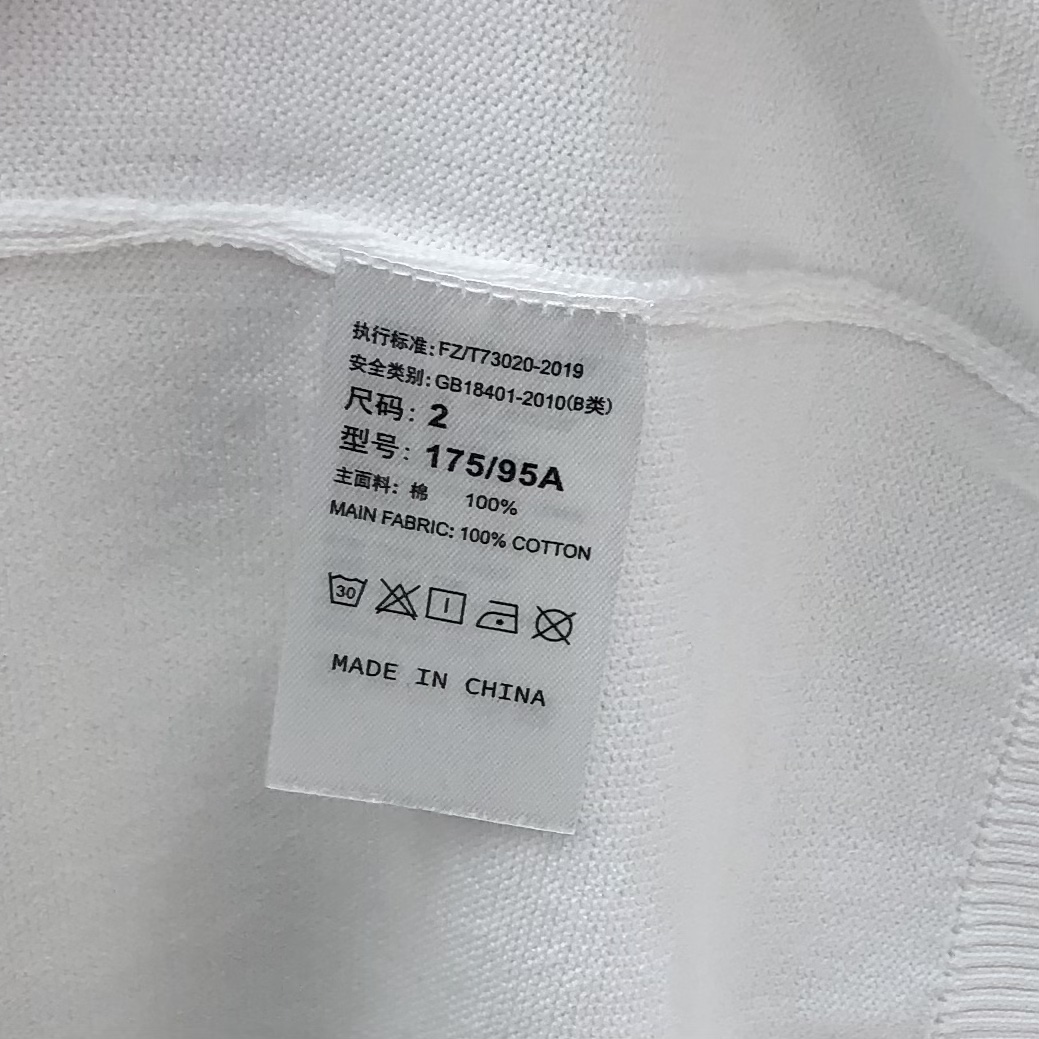 执行标准:FZ/T73020-2019
安全类别:GB18401-2010(B类)
尺码: 2
型号: 175/95A
主面料: 棉 100%
MAIN FABRIC: 100% COTTON
30
MADE IN CHINA